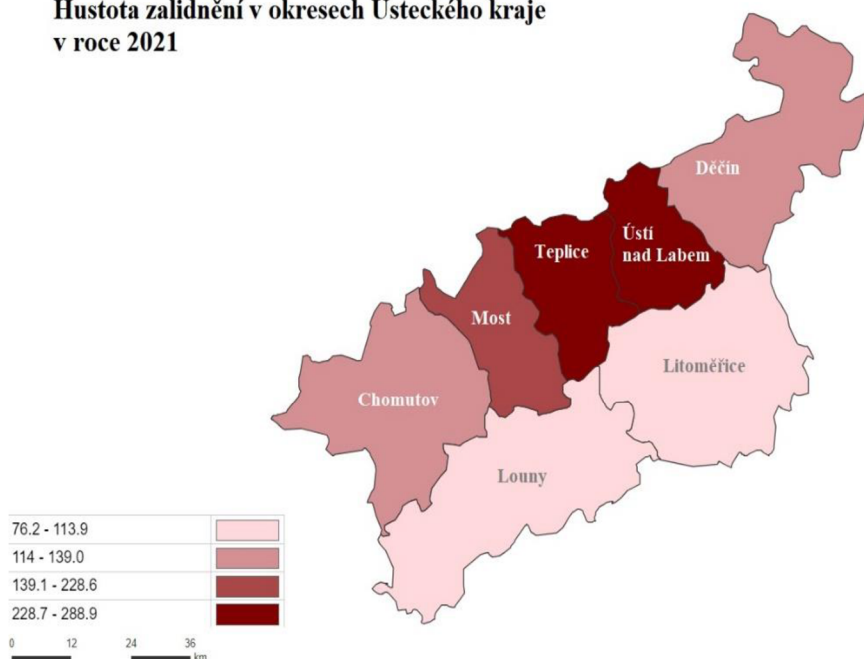 Hustota zalidnění v okresech Ústeckého kraje
v roce 2021
Děčín
Ústí
nad Labem
Teplice
Most
Litoměřice
Chomutov
Louny
76.2 - 113.9
114 - 139.0
139.1 - 228.6
228.7 - 288.9
0 12 24 36
km